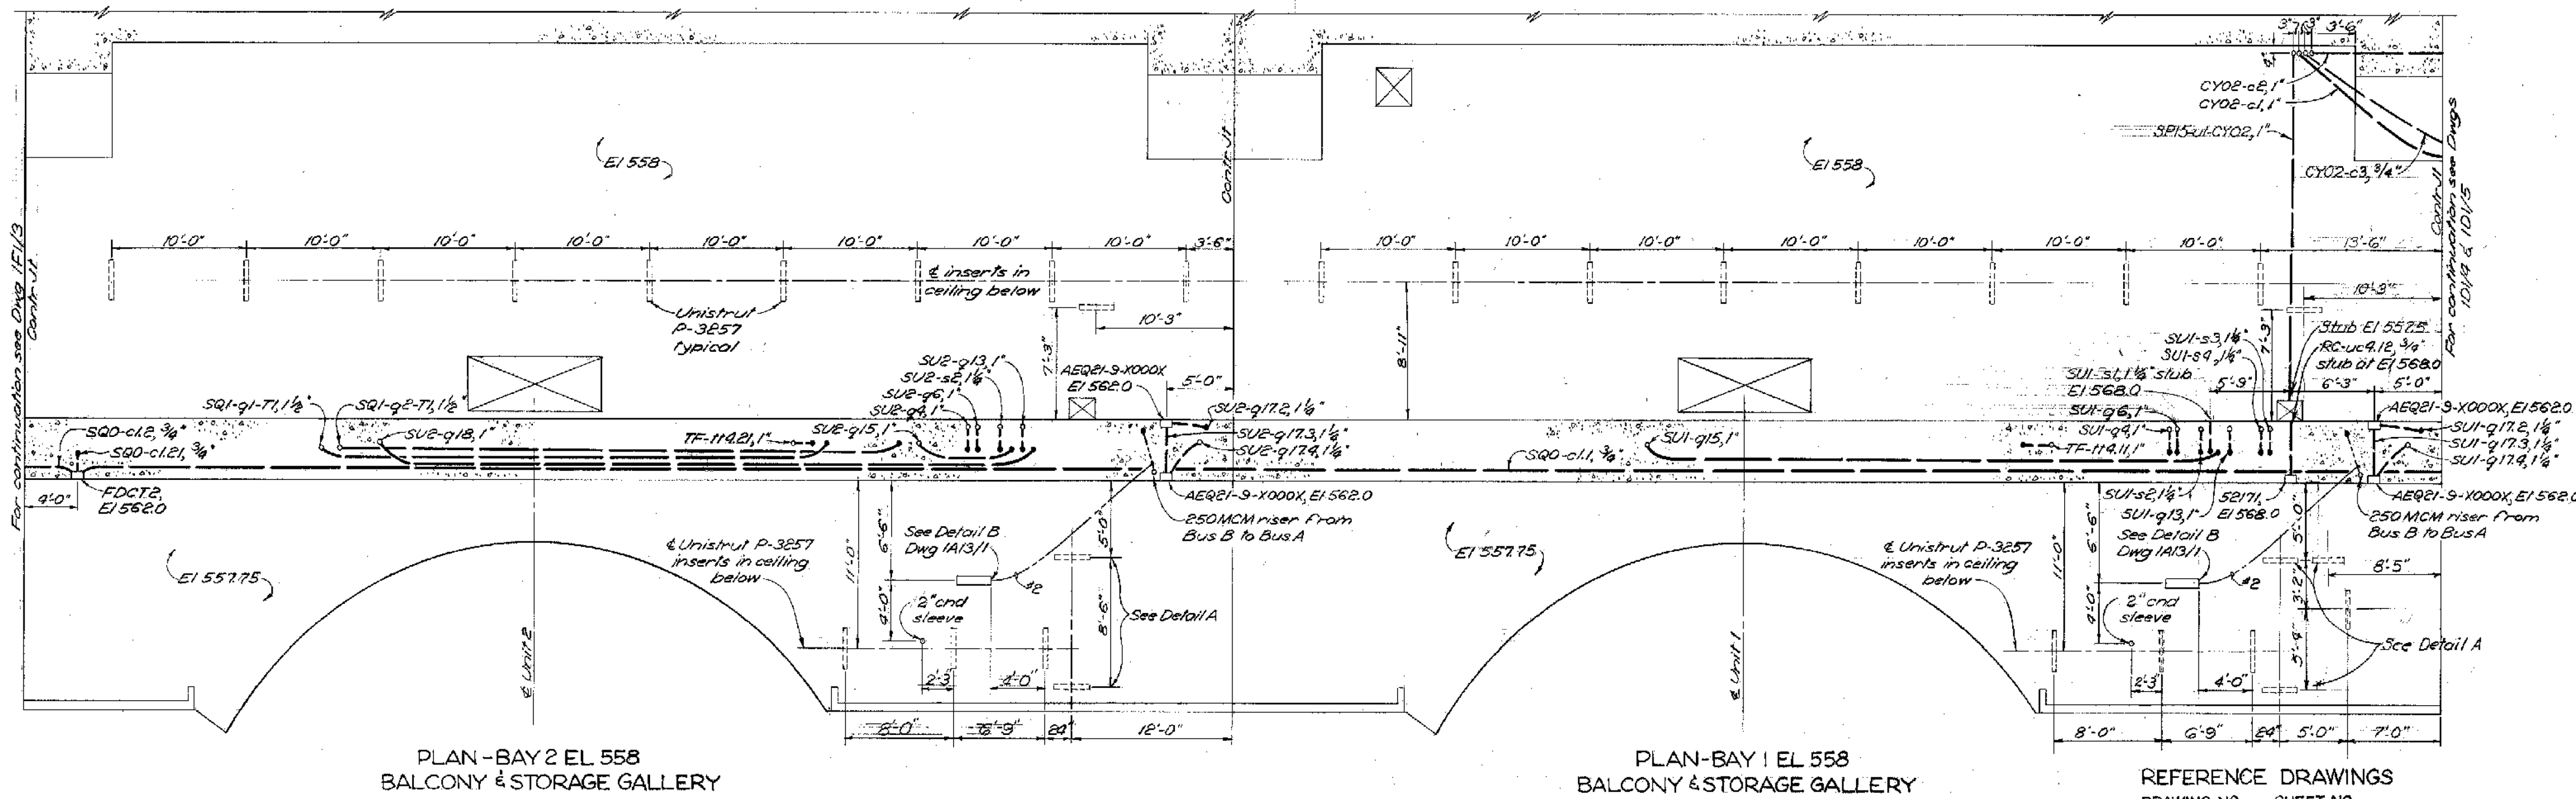 3" 7" 6" 3" 3'-6"
4"
CY02-c2, 1"
CY02-c1, 1"
SP15-u1-CY02, 1"
CY02-c3, 3/4"
El 558
El 558
Contr Jt
For continuation see Dwg 1F1/3
Contr Jt
For continuation see Dwgs
101/4 & 101/5
Contr Jt
10'-0" 10'-0" 10'-0" 10'-0" 10'-0" 10'-0" 10'-0" 10'-0" 3'-6"
10'-0" 10'-0" 10'-0" 10'-0" 10'-0" 10'-0" 10'-0" 13'-6"
℄ inserts in
ceiling below
Unistrut
P-3257
typical
10'-3"
7'-3"
8'-11"
10'-3"
7'-3"
Stub El 557.5
RC-uc4.12, 3/4"
stub at El 568.0
SU1-s3, 1¼"
SU1-s4, 1¼"
SU1-s1, 1¼" stub
El 568.0
5'-9" 6'-3" 5'-0"
SU2-q13, 1"
SU2-s2, 1¼"
SU2-q6, 1"
SU2-q4, 1"
AEQ21-9-X000X
El 562.0
5'-0"
SQ1-q1-T1, 1½"
SQ1-q2-T1, 1½"
SQ0-c1.2, ¾"
SQ0-c1.21, ¾"
SU2-q18, 1"
TF-114.21, 1"
SU2-q15, 1"
SU2-q17.2, 1¼"
SU2-q17.3, 1¼"
SU2-q17.4, 1¼"
SU1-q15, 1"
SQ0-c1.1, ¾"
SU1-q6, 1"
SU1-q4, 1"
TF-114.11, 1"
AEQ21-9-X000X, El 562.0
SU1-q17.2, 1¼"
SU1-q17.3, 1¼"
SU1-q17.4, 1¼"
4'-0"
FDCT2,
El 562.0
AEQ21-9-X000X, El 562.0
250 MCM riser from
Bus B to Bus A
SU1-s2, 1¼"
SU1-q13, 1"
52171,
El 568.0
AEQ21-9-X000X, El 562.0
250 MCM riser from
Bus B to Bus A
See Detail B
Dwg 1A13/1
See Detail B
Dwg 1A13/1
℄ Unistrut P-3257
inserts in ceiling
below
℄ Unistrut P-3257
inserts in ceiling
below
El 557.75
El 557.75
11'-0" 6'-6" 4'-0" 5'-0" 8'-6"
#2
2" cnd
sleeve
See Detail A
11'-0" 6'-6" 4'-0" 5'-0" 3'-2" 5'-4" 8'-5"
#2
2" cnd
sleeve
See Detail A
℄ Unit 2
℄ Unit 1
2'-3" 4'-0"
2'-3" 4'-0"
8'-0" 6'-9" 24" 12'-0"
8'-0" 6'-9" 24" 5'-0" 7'-0"
PLAN-BAY 2 EL 558
BALCONY & STORAGE GALLERY
PLAN-BAY 1 EL 558
BALCONY & STORAGE GALLERY
REFERENCE DRAWINGS
DRAWING NO. SHEET NO.